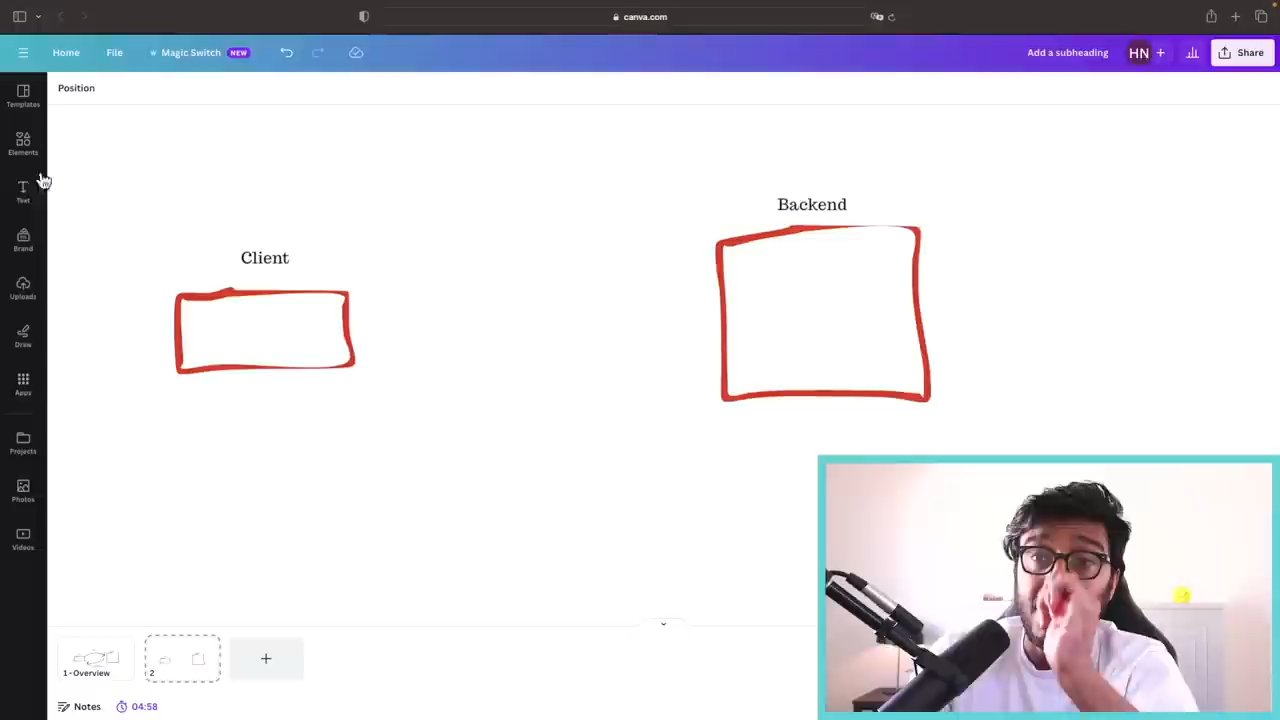 canva.com
Home
File
Magic Switch
NEW
Add a subheading
HN
Share
Templates
Position
Elements
Text
Brand
Uploads
Draw
Apps
Projects
Photos
Videos
Backend
Client
1 - Overview
2
Notes
04:58